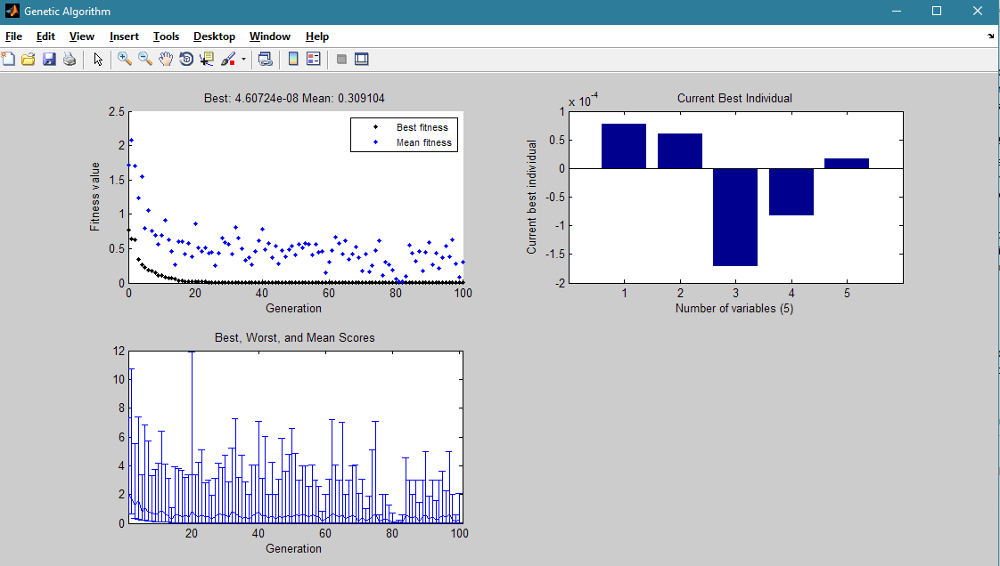 Genetic Algorithm
File Edit View Insert Tools Desktop Window Help
Best: 4.60724e-08 Mean: 0.309104
2.5
2
1.5
1
0.5
0
Fitness value
Best fitness
Mean fitness
0 20 40 60 80 100
Generation
Current Best Individual
x 10^-4
1
0.5
0
-0.5
-1
-1.5
-2
Current best individual
1 2 3 4 5
Number of variables (5)
Best, Worst, and Mean Scores
12
10
8
6
4
2
0
20 40 60 80 100
Generation